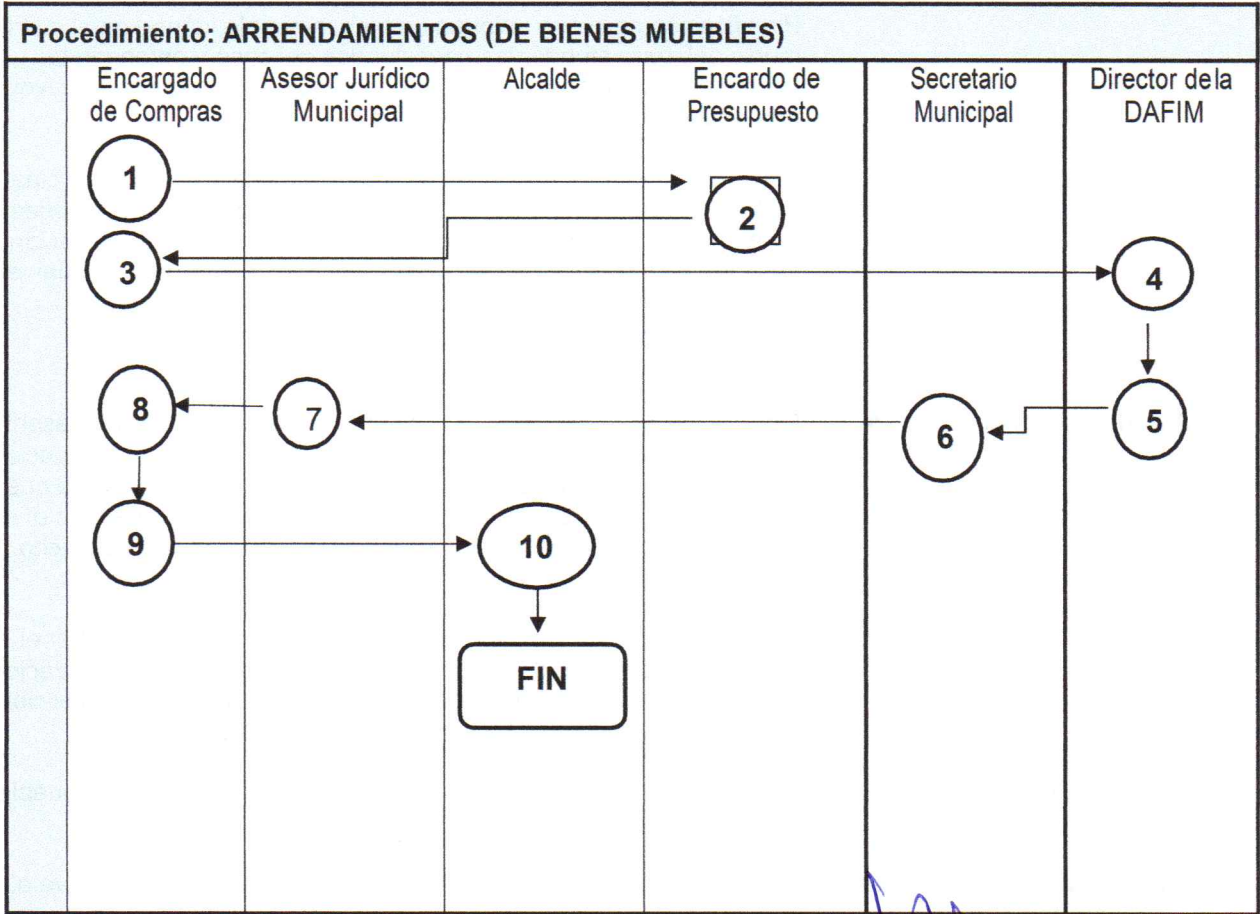 Procedimiento: ARRENDAMIENTOS (DE BIENES MUEBLES)
Encargado
de Compras
Asesor Jurídico
Municipal
Alcalde
Encardo de
Presupuesto
Secretario
Municipal
Director de la
DAFIM
1
2
3
4
8
7
6
5
9
10
FIN